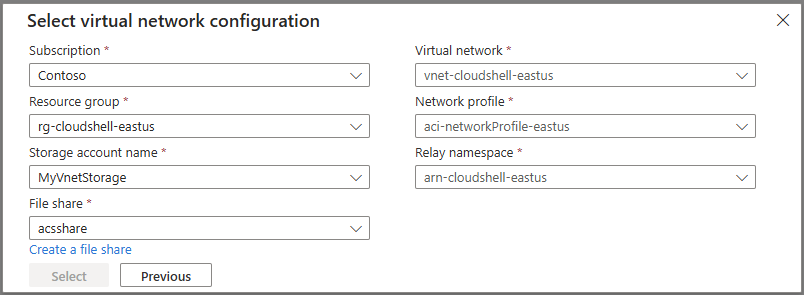 Select virtual network configuration
Subscription *
Contoso
Resource group *
rg-cloudshell-eastus
Storage account name *
MyVnetStorage
File share *
acsshare
Create a file share
Virtual network *
vnet-cloudshell-eastus
Network profile *
aci-networkProfile-eastus
Relay namespace *
arn-cloudshell-eastus
Select
Previous